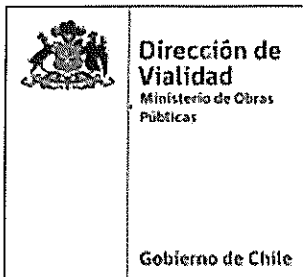 Dirección de
Vialidad
Ministerio de Obras
Públicas
Gobierno de Chile